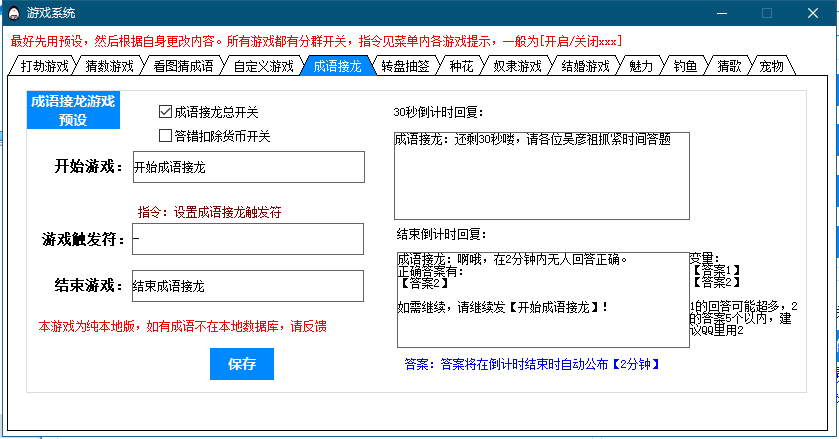 游戏系统
最好先用预设，然后根据自身更改内容。所有游戏都有分群开关，指令见菜单内各游戏提示，一般为[开启/关闭xxx]
打劫游戏 猜数游戏 看图猜成语 自定义游戏 成语接龙 转盘抽签 种花 奴隶游戏 结婚游戏 魅力 钓鱼 猜歌 宠物
成语接龙游戏
预设
成语接龙总开关
答错扣除货币开关
开始游戏：
开始成语接龙
指令：设置成语接龙触发符
游戏触发符：
-
结束游戏：
结束成语接龙
本游戏为纯本地版，如有成语不在本地数据库，请反馈
保存
30秒倒计时回复：
成语接龙：还剩30秒喽，请各位吴彦祖抓紧时间答题
结束倒计时回复：
成语接龙：啊哦，在2分钟内无人回答正确。
正确答案有：
【答案2】
如需继续，请继续发【开始成语接龙】！
变量：
【答案1】
【答案2】
1的回答可能超多，2
的答案5个以内，建
议QQ里用2
答案：答案将在倒计时结束时自动公布【2分钟】